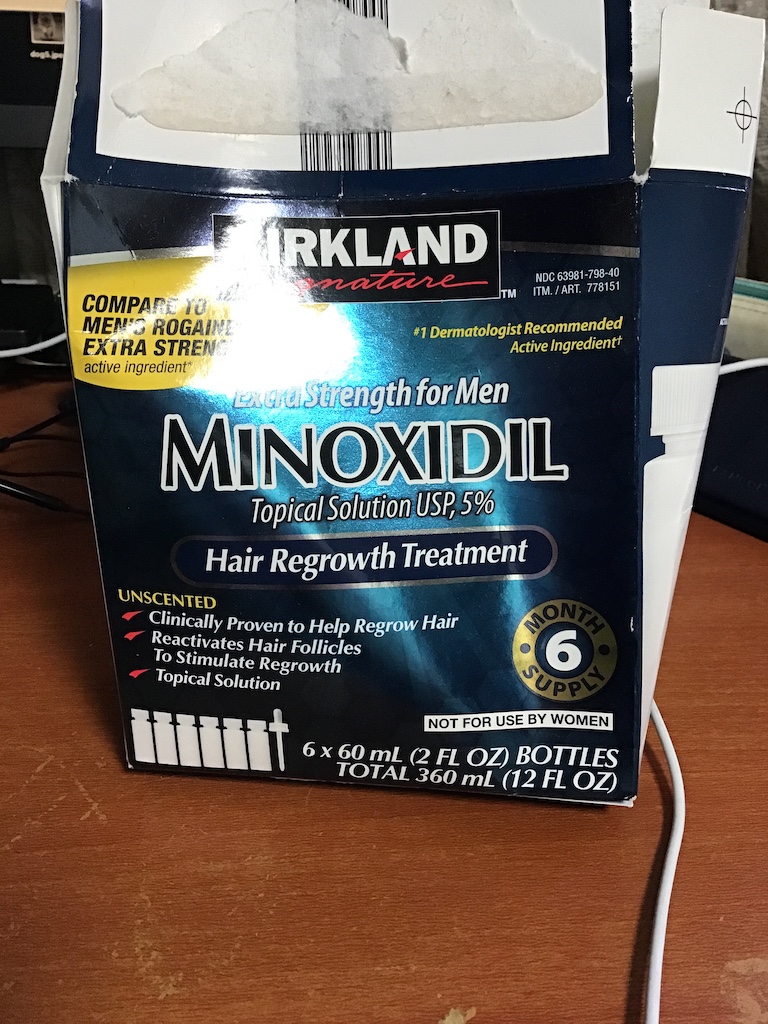 KIRKLAND
Signature
TM
NDC 63981-798-40
ITM. / ART. 778151
COMPARE TO
MEN'S ROGAINE
EXTRA STRENG
active ingredient*
#1 Dermatologist Recommended
Active Ingredient†
Extra Strength for Men
MINOXIDIL
Topical Solution USP, 5%
Hair Regrowth Treatment
UNSCENTED
Clinically Proven to Help Regrow Hair
Reactivates Hair Follicles
To Stimulate Regrowth
Topical Solution
MONTH
6
SUPPLY
NOT FOR USE BY WOMEN
6 x 60 mL (2 FL OZ) BOTTLES
TOTAL 360 mL (12 FL OZ)